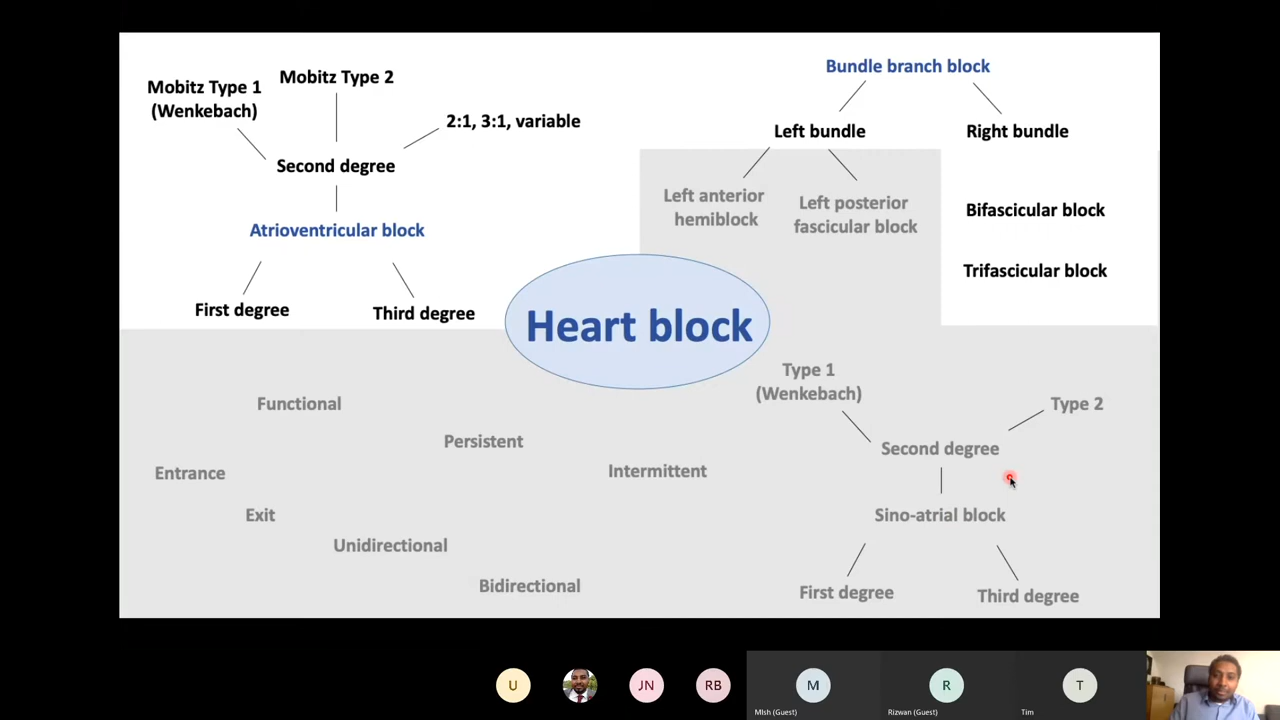 Mobitz Type 1
(Wenkebach)
Mobitz Type 2
2:1, 3:1, variable
Second degree
Atrioventricular block
First degree
Third degree
Bundle branch block
Left bundle
Right bundle
Left anterior
hemiblock
Left posterior
fascicular block
Bifascicular block
Trifascicular block
Heart block
Functional
Persistent
Entrance
Intermittent
Exit
Unidirectional
Bidirectional
Type 1
(Wenkebach)
Type 2
Second degree
Sino-atrial block
First degree
Third degree
U
JN
RB
M
R
T
MIsh (Guest)
Rizwan (Guest)
Tim